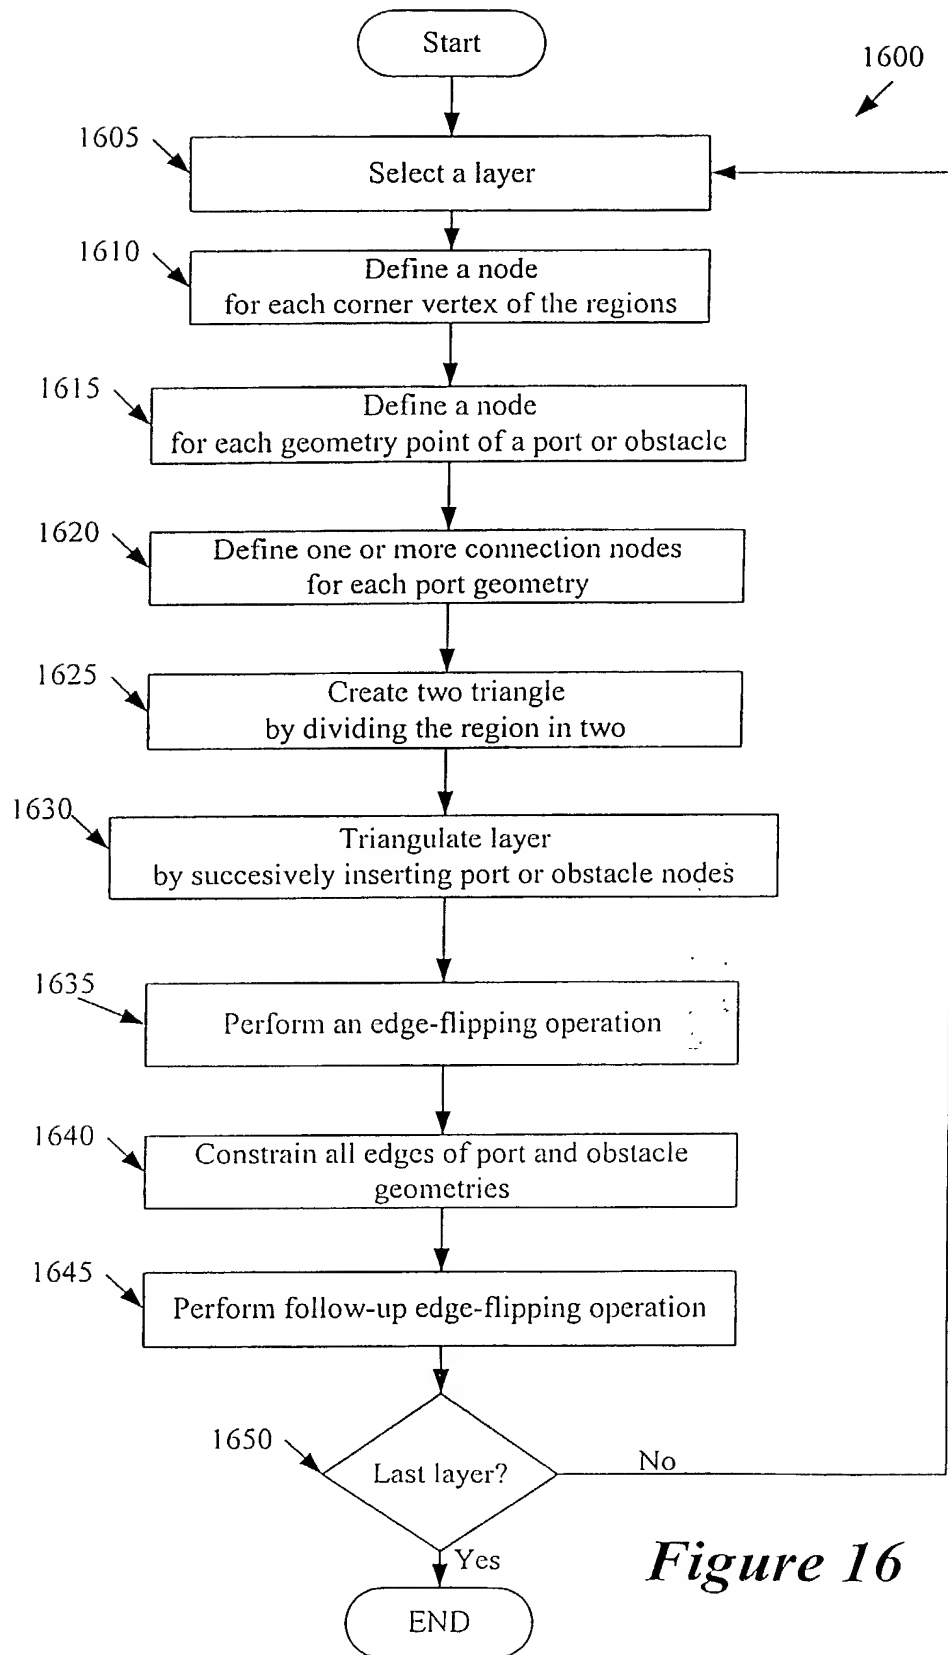 Start
1600
1605
Select a layer
1610
Define a node
for each corner vertex of the regions
1615
Define a node
for each geometry point of a port or obstacle
1620
Define one or more connection nodes
for each port geometry
1625
Create two triangle
by dividing the region in two
1630
Triangulate layer
by succesively inserting port or obstacle nodes
1635
Perform an edge-flipping operation
1640
Constrain all edges of port and obstacle
geometries
1645
Perform follow-up edge-flipping operation
1650
Last layer?
No
Yes
Figure 16
END